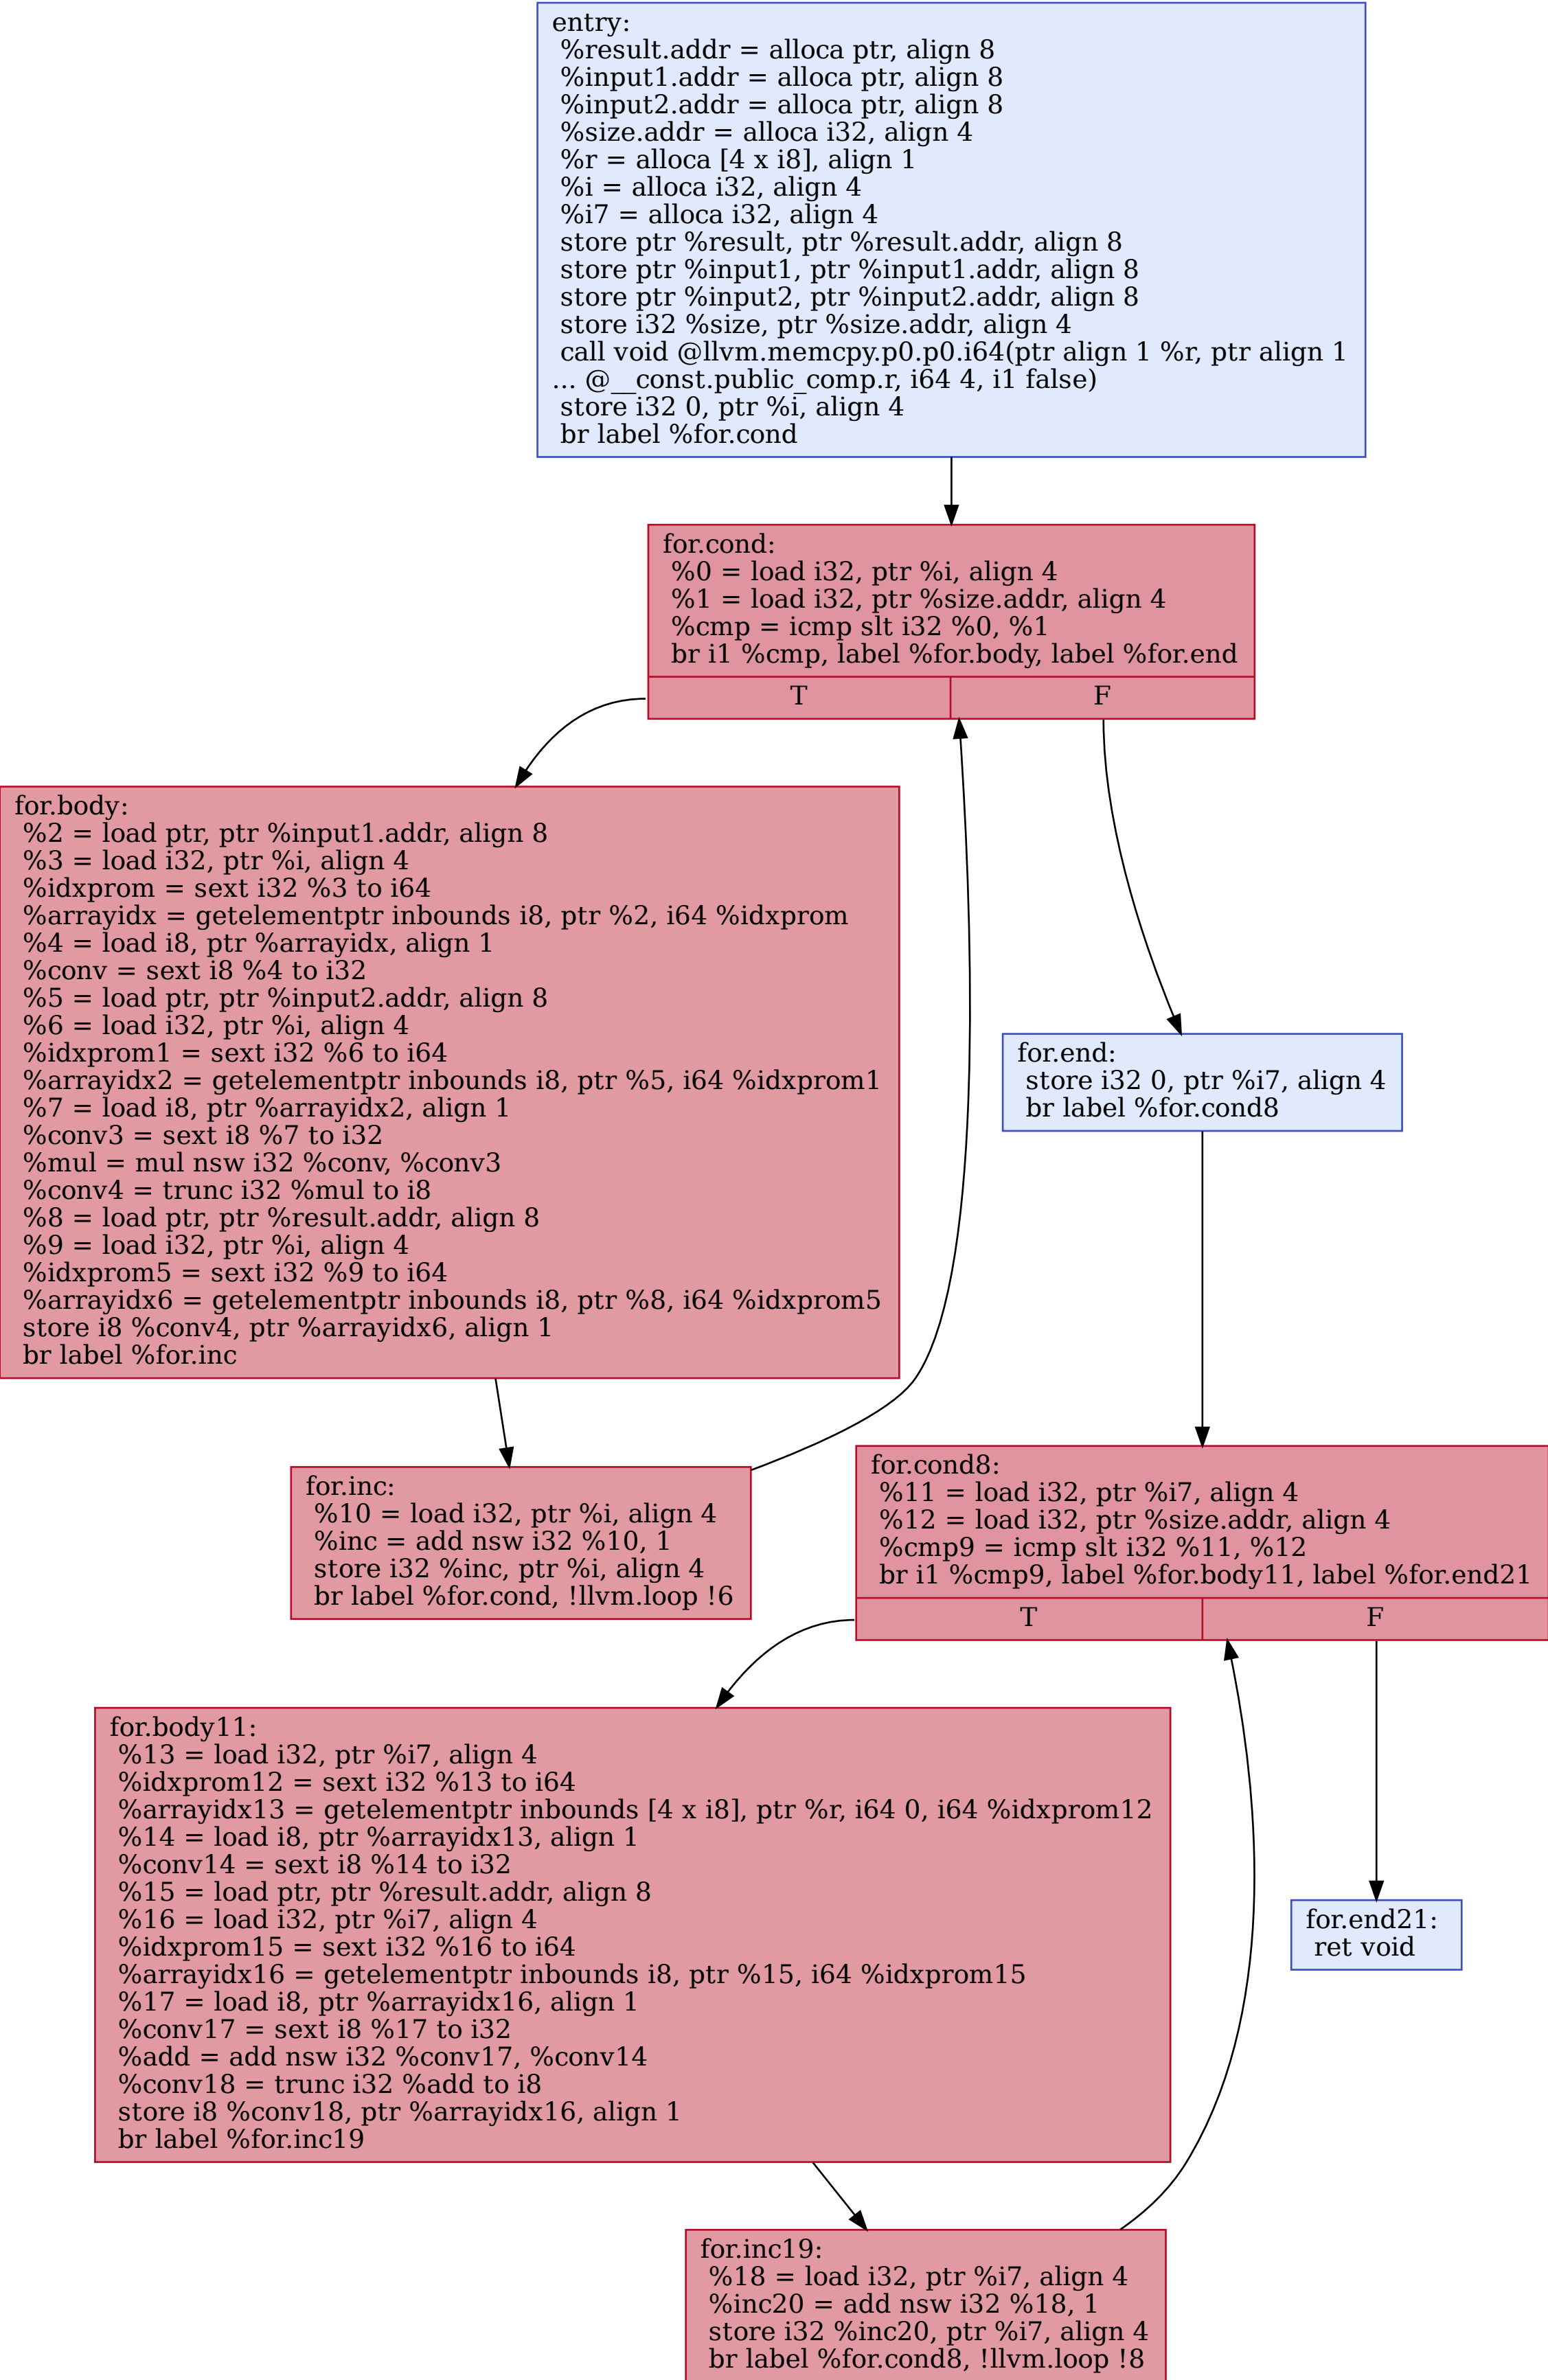 entry:
%result.addr = alloca ptr, align 8
%input1.addr = alloca ptr, align 8
%input2.addr = alloca ptr, align 8
%size.addr = alloca i32, align 4
%r = alloca [4 x i8], align 1
%i = alloca i32, align 4
%i7 = alloca i32, align 4
store ptr %result, ptr %result.addr, align 8
store ptr %input1, ptr %input1.addr, align 8
store ptr %input2, ptr %input2.addr, align 8
store i32 %size, ptr %size.addr, align 4
call void @llvm.memcpy.p0.p0.i64(ptr align 1 %r, ptr align 1
... @__const.public_comp.r, i64 4, i1 false)
store i32 0, ptr %i, align 4
br label %for.cond
for.cond:
%0 = load i32, ptr %i, align 4
%1 = load i32, ptr %size.addr, align 4
%cmp = icmp slt i32 %0, %1
br i1 %cmp, label %for.body, label %for.end
T
F
for.body:
%2 = load ptr, ptr %input1.addr, align 8
%3 = load i32, ptr %i, align 4
%idxprom = sext i32 %3 to i64
%arrayidx = getelementptr inbounds i8, ptr %2, i64 %idxprom
%4 = load i8, ptr %arrayidx, align 1
%conv = sext i8 %4 to i32
%5 = load ptr, ptr %input2.addr, align 8
%6 = load i32, ptr %i, align 4
%idxprom1 = sext i32 %6 to i64
%arrayidx2 = getelementptr inbounds i8, ptr %5, i64 %idxprom1
%7 = load i8, ptr %arrayidx2, align 1
%conv3 = sext i8 %7 to i32
%mul = mul nsw i32 %conv, %conv3
%conv4 = trunc i32 %mul to i8
%8 = load ptr, ptr %result.addr, align 8
%9 = load i32, ptr %i, align 4
%idxprom5 = sext i32 %9 to i64
%arrayidx6 = getelementptr inbounds i8, ptr %8, i64 %idxprom5
store i8 %conv4, ptr %arrayidx6, align 1
br label %for.inc
for.end:
store i32 0, ptr %i7, align 4
br label %for.cond8
for.inc:
%10 = load i32, ptr %i, align 4
%inc = add nsw i32 %10, 1
store i32 %inc, ptr %i, align 4
br label %for.cond, !llvm.loop !6
for.cond8:
%11 = load i32, ptr %i7, align 4
%12 = load i32, ptr %size.addr, align 4
%cmp9 = icmp slt i32 %11, %12
br i1 %cmp9, label %for.body11, label %for.end21
T
F
for.body11:
%13 = load i32, ptr %i7, align 4
%idxprom12 = sext i32 %13 to i64
%arrayidx13 = getelementptr inbounds [4 x i8], ptr %r, i64 0, i64 %idxprom12
%14 = load i8, ptr %arrayidx13, align 1
%conv14 = sext i8 %14 to i32
%15 = load ptr, ptr %result.addr, align 8
%16 = load i32, ptr %i7, align 4
%idxprom15 = sext i32 %16 to i64
%arrayidx16 = getelementptr inbounds i8, ptr %15, i64 %idxprom15
%17 = load i8, ptr %arrayidx16, align 1
%conv17 = sext i8 %17 to i32
%add = add nsw i32 %conv17, %conv14
%conv18 = trunc i32 %add to i8
store i8 %conv18, ptr %arrayidx16, align 1
br label %for.inc19
for.end21:
ret void
for.inc19:
%18 = load i32, ptr %i7, align 4
%inc20 = add nsw i32 %18, 1
store i32 %inc20, ptr %i7, align 4
br label %for.cond8, !llvm.loop !8